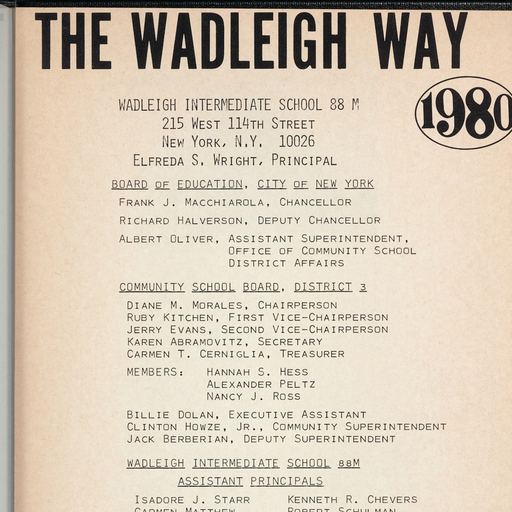 THE WADLEIGH WAY
1980
WADLEIGH INTERMEDIATE SCHOOL 88 M
215 WEST 114TH STREET
NEW YORK, N.Y. 10026
ELFREDA S. WRIGHT, PRINCIPAL
BOARD OF EDUCATION, CITY OF NEW YORK
FRANK J. MACCHIAROLA, CHANCELLOR
RICHARD HALVERSON, DEPUTY CHANCELLOR
ALBERT OLIVER, ASSISTANT SUPERINTENDENT,
OFFICE OF COMMUNITY SCHOOL
DISTRICT AFFAIRS
COMMUNITY SCHOOL BOARD, DISTRICT 3
DIANE M. MORALES, CHAIRPERSON
RUBY KITCHEN, FIRST VICE-CHAIRPERSON
JERRY EVANS, SECOND VICE-CHAIRPERSON
KAREN ABRAMOVITZ, SECRETARY
CARMEN T. CERNIGLIA, TREASURER
MEMBERS: HANNAH S. HESS
ALEXANDER PELTZ
NANCY J. ROSS
BILLIE DOLAN, EXECUTIVE ASSISTANT
CLINTON HOWZE, JR., COMMUNITY SUPERINTENDENT
JACK BERBERIAN, DEPUTY SUPERINTENDENT
WADLEIGH INTERMEDIATE SCHOOL 88M
ASSISTANT PRINCIPALS
ISADORE J. STARR KENNETH R. CHEVERS
CARMEN MATTHEW ROBERT SCHULMAN